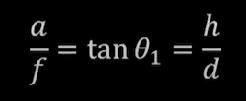 a/f = tan θ₁ = h/d